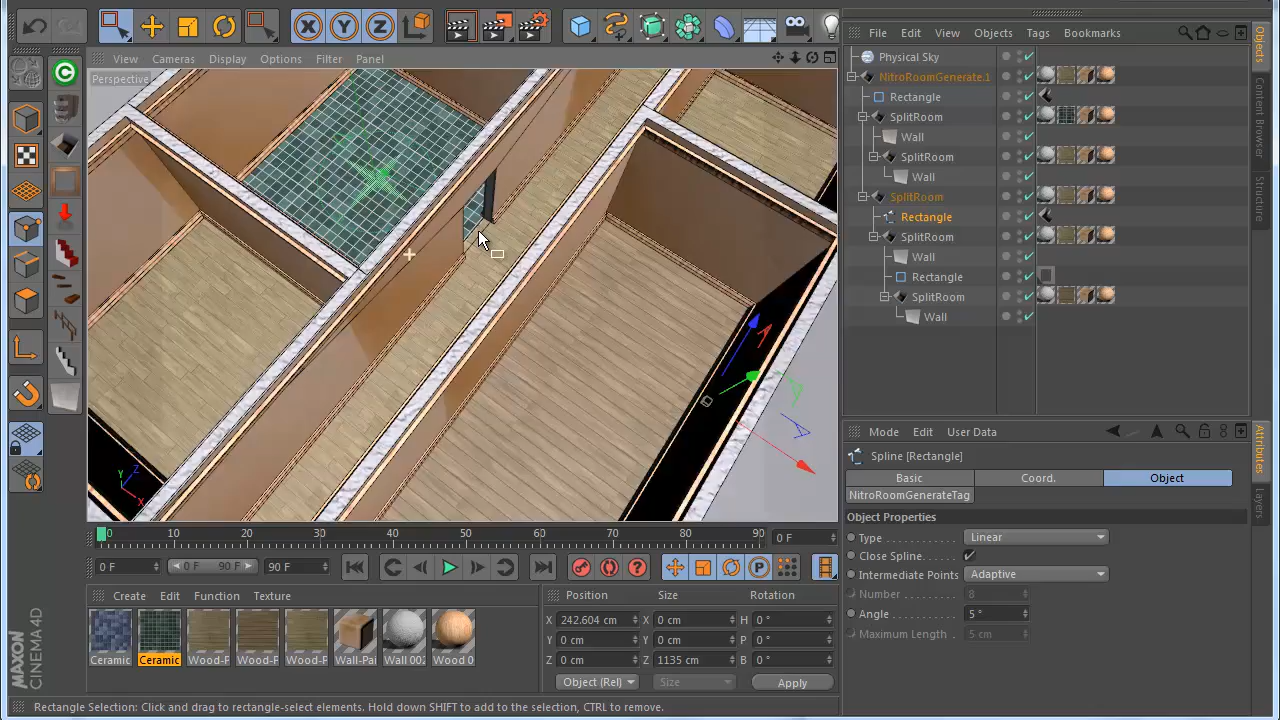 X
Y
Z
View Cameras Display Options Filter Panel
Perspective
Y
Z
X
0 10 20 30 40 50 60 70 80 90 0 F
0 F 0 F 90 F 90 F
P
Create Edit Function Texture
Ceramic
Ceramic
Wood-F
Wood-F
Wood-F
Wall-Pai
Wall 002
Wood 0
Position Size Rotation
X 242.604 cm X 0 cm H 0 °
Y 0 cm Y 0 cm P 0 °
Z 0 cm Z 1135 cm B 0 °
Object (Rel) Size Apply
Rectangle Selection: Click and drag to rectangle-select elements. Hold down SHIFT to add to the selection, CTRL to remove.
MAXON
CINEMA 4D
File Edit View Objects Tags Bookmarks
Physical Sky
NitroRoomGenerate.1
Rectangle
SplitRoom
Wall
SplitRoom
Wall
SplitRoom
Rectangle
SplitRoom
Wall
Rectangle
SplitRoom
Wall
Objects
Content Browser
Structure
Mode Edit User Data
Spline [Rectangle]
Basic Coord. Object
NitroRoomGenerateTag
Object Properties
Type Linear
Close Spline
Intermediate Points Adaptive
Number 8
Angle 5 °
Maximum Length 5 cm
Attributes
Layers